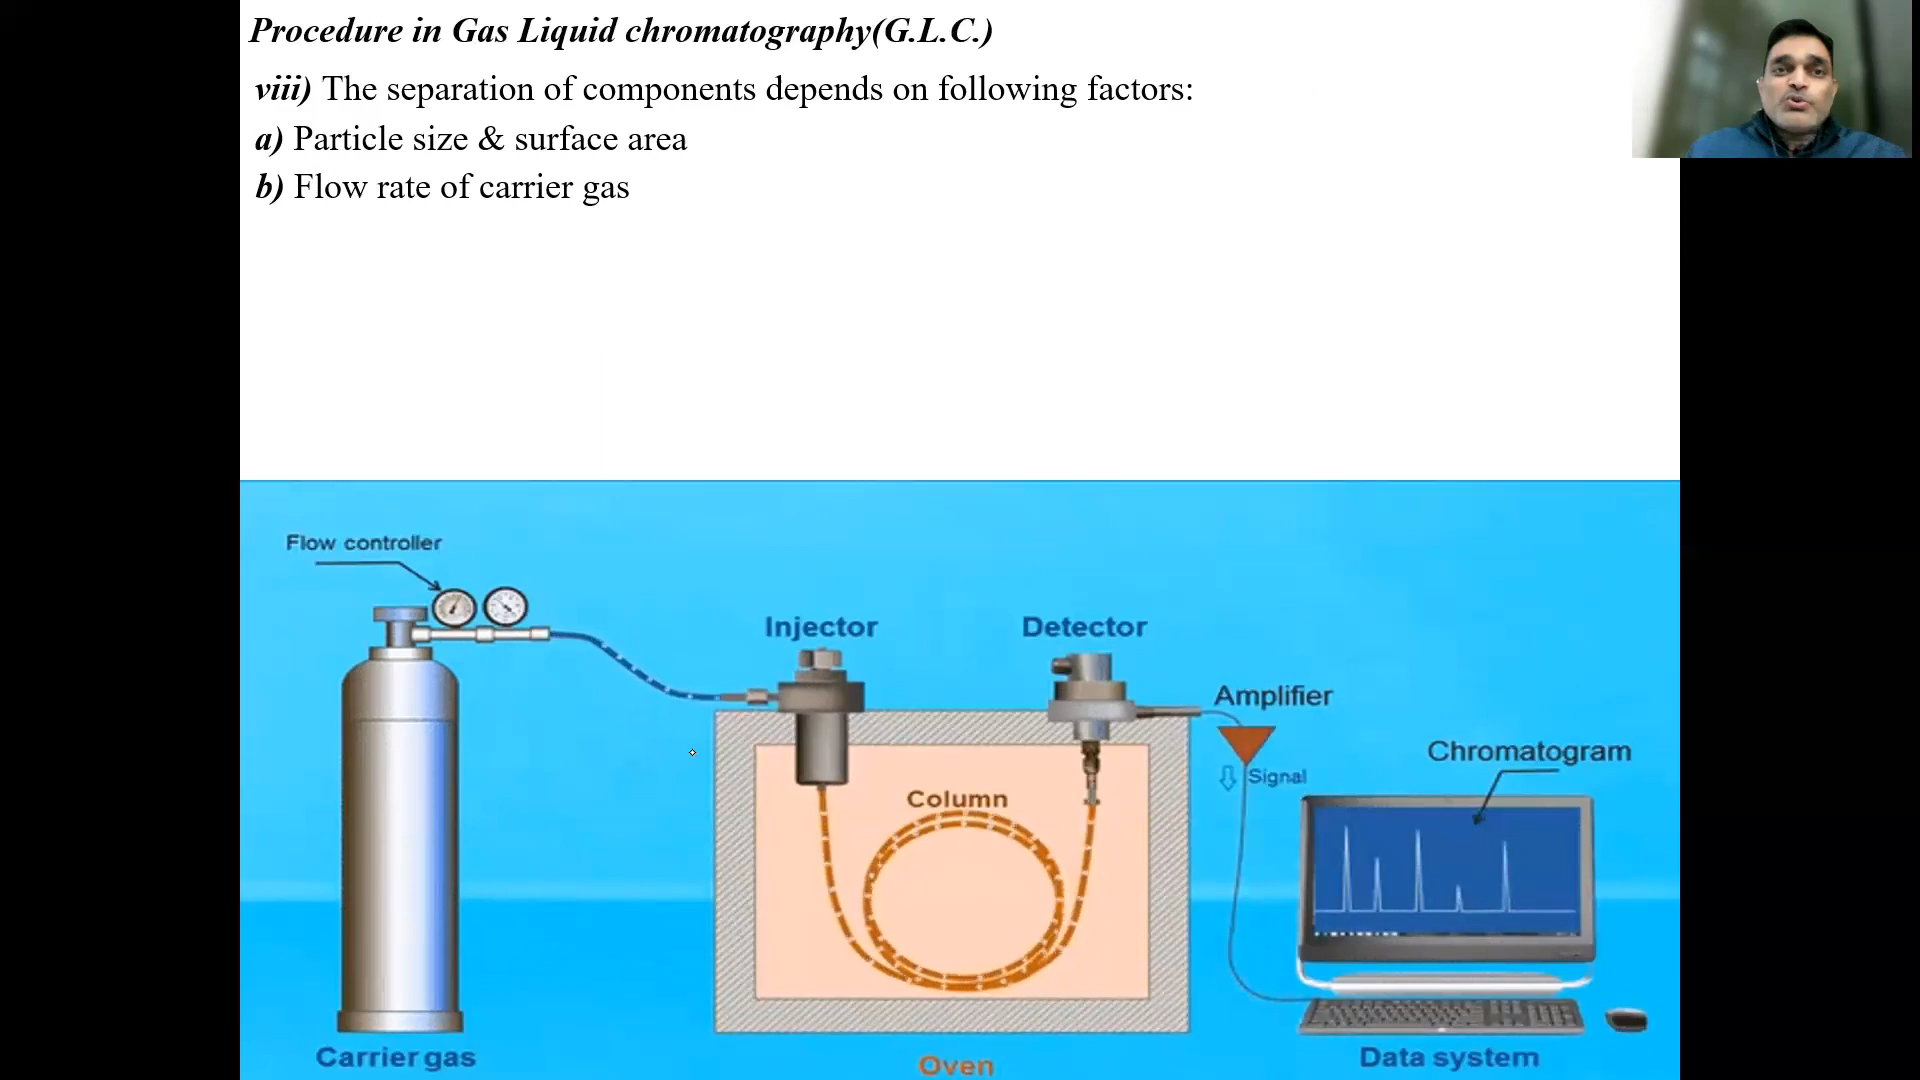 Procedure in Gas Liquid chromatography(G.L.C.)
viii) The separation of components depends on following factors:
a) Particle size & surface area
b) Flow rate of carrier gas
Flow controller
Injector
Detector
Amplifier
Signal
Chromatogram
Column
Carrier gas
Oven
Data system